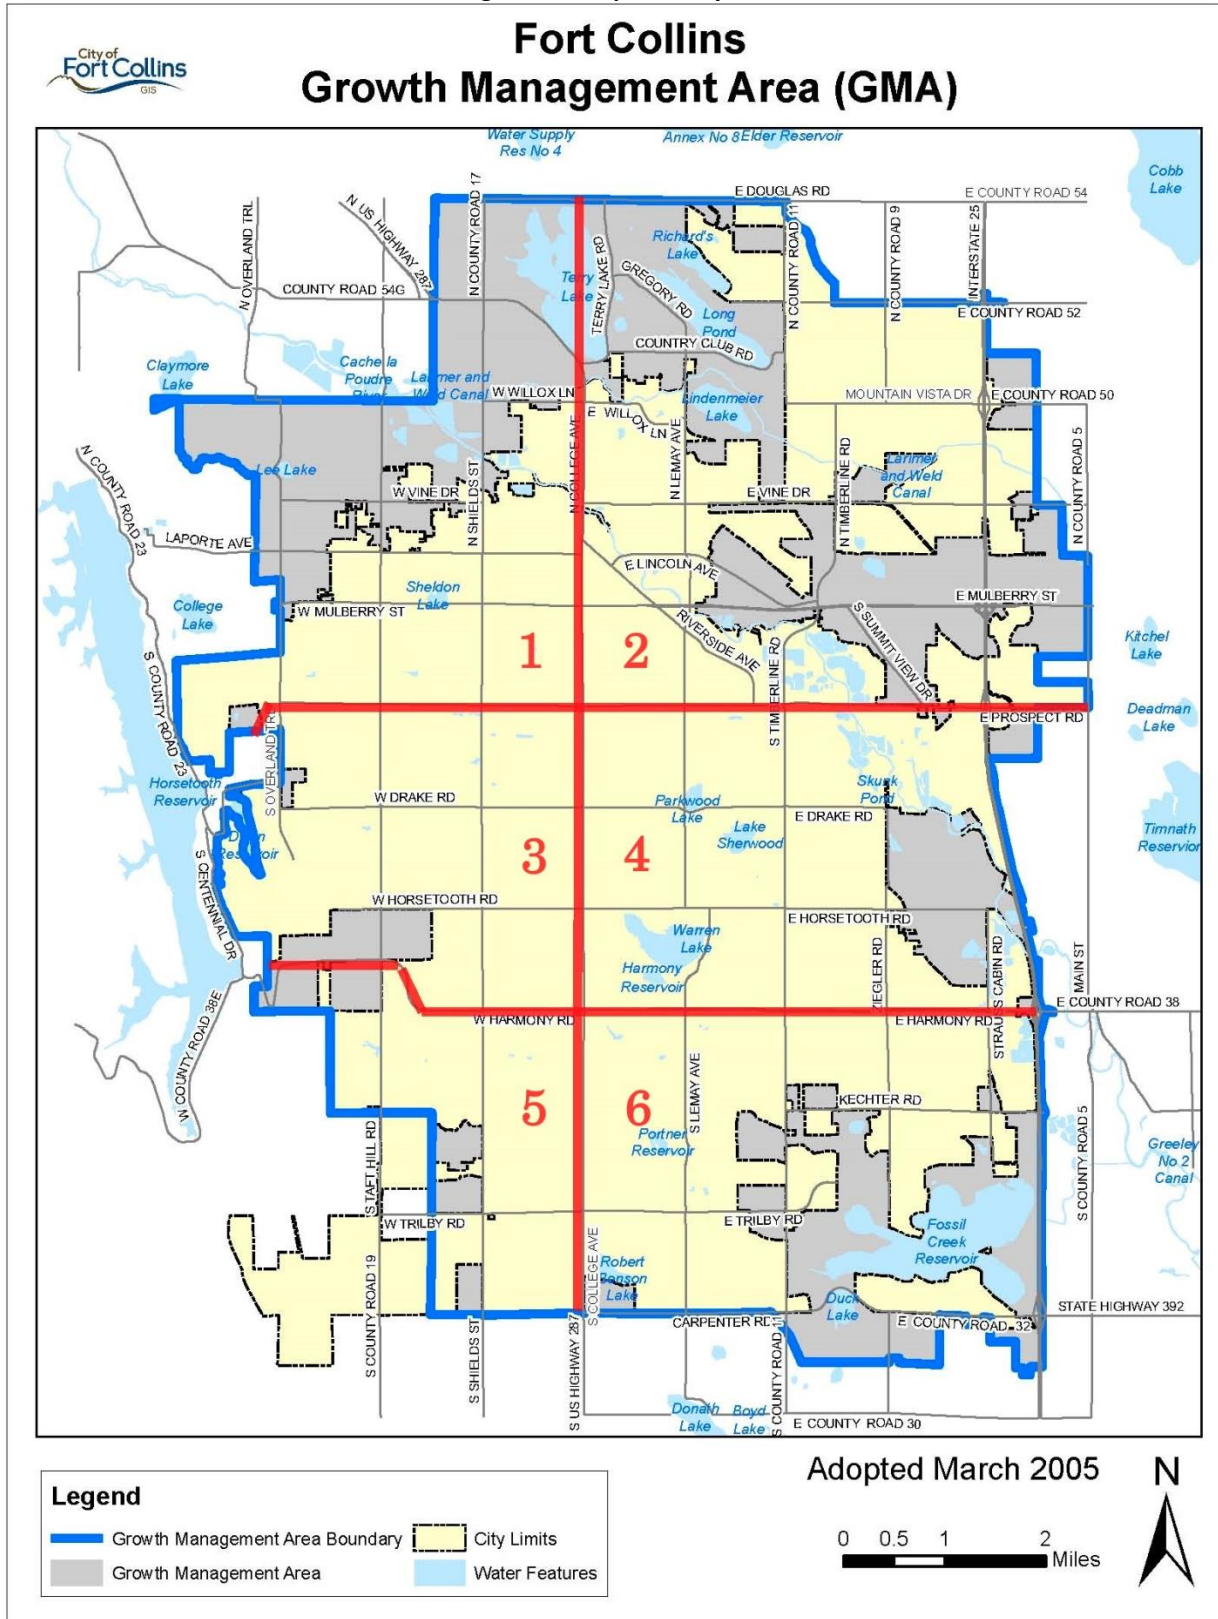 Fort Collins
Growth Management Area (GMA)
City of
Fort Collins
GIS
Water Supply
Res No 4
Annex No 8
Elder Reservoir
Cobb
Lake
E DOUGLAS RD
E COUNTY ROAD 54
N COUNTY ROAD 17
N US HIGHWAY 287
N OVERLAND TRL
Richard's
Lake
N COUNTY ROAD 11
N COUNTY ROAD 9
INTERSTATE 25
TERRY LAKE RD
GREGORY RD
Terry
Lake
COUNTY ROAD 54G
Long
Pond
E COUNTY ROAD 52
COUNTRY CLUB RD
Claymore
Lake
Cache la
Poudre
River
Larimer and
Weld Canal
W WILLOX LN
E WILLOX LN
Lindenmeier
Lake
MOUNTAIN VISTA DR
E COUNTY ROAD 50
N COLLEGE AVE
N LEMAY AVE
N TIMBERLINE RD
N COUNTY ROAD 5
N COUNTY ROAD 23
Lee Lake
N SHIELDS ST
Larimer
and Weld
Canal
W VINE DR
E VINE DR
LAPORTE AVE
E LINCOLN AVE
Sheldon
Lake
College
Lake
W MULBERRY ST
E MULBERRY ST
RIVERSIDE AVE
S SUMMIT VIEW DR
Kitchel
Lake
1
2
S TIMBERLINE RD
S COUNTY ROAD 23
S OVERLAND TRL
E PROSPECT RD
Deadman
Lake
Horsetooth
Reservoir
W DRAKE RD
Parkwood
Lake
Skunk
Pond
E DRAKE RD
Lake
Sherwood
Timnath
Reservoir
Dixon
Reservoir
3
4
S CENTENNIAL DR
W HORSETOOTH RD
E HORSETOOTH RD
Warren
Lake
Harmony
Reservoir
ZIEGLER RD
STRAUSS CABIN RD
MAIN ST
W COUNTY ROAD 38E
E COUNTY ROAD 38
W HARMONY RD
E HARMONY RD
5
6
S LEMAY AVE
KECHTER RD
Portner
Reservoir
S TAFT HILL RD
S COUNTY ROAD 5
Greeley
No 2
Canal
W TRILBY RD
E TRILBY RD
Fossil
Creek
Reservoir
S COLLEGE AVE
Robert
Benson
Lake
Duck
Lake
S COUNTY ROAD 19
CARPENTER RD
E COUNTY ROAD 32
STATE HIGHWAY 392
S SHIELDS ST
S US HIGHWAY 287
S COUNTY ROAD 11
Donath
Lake
Boyd
Lake
E COUNTY ROAD 30
Legend
Growth Management Area Boundary
City Limits
Growth Management Area
Water Features
Adopted March 2005
N
0 0.5 1 2
Miles